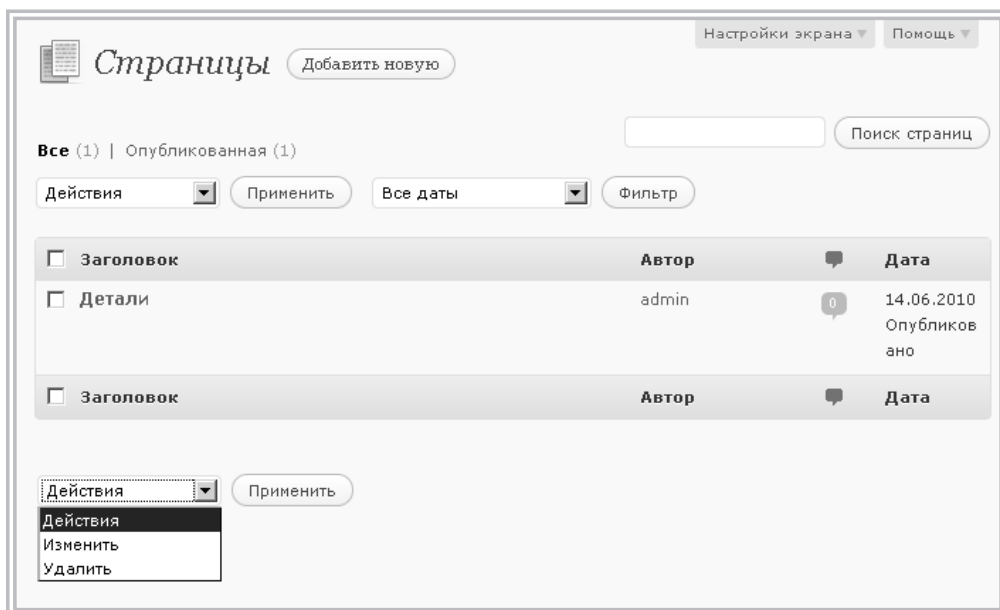 Настройки экрана Помощь
Страницы Добавить новую
Поиск страниц
Все (1) | Опубликованная (1)
Действия Применить Все даты Фильтр
Заголовок Автор Дата
Детали admin 0 14.06.2010
Опубликов
ано
Заголовок Автор Дата
Действия Применить
Действия
Изменить
Удалить